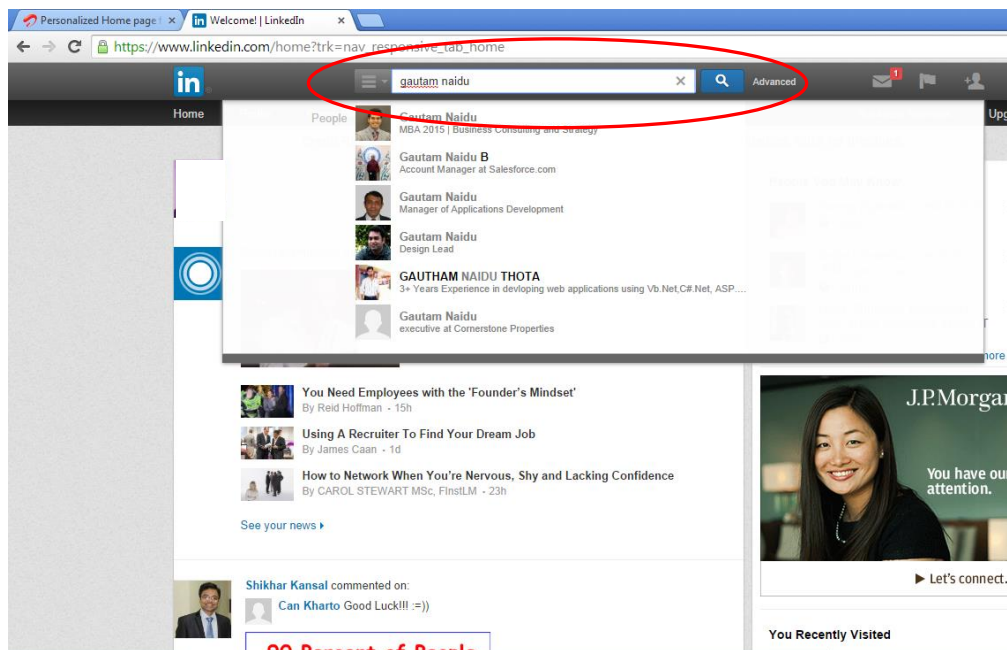 Personalized Home page
Welcome! | LinkedIn
https://www.linkedin.com/home?trk=nav_responsive_tab_home
in
gautam naidu
Advanced
1
Home
People
Upg
Gautam Naidu
MBA 2015 | Business Consulting and Strategy
Gautam Naidu B
Account Manager at Salesforce.com
Gautam Naidu
Manager of Applications Development
Gautam Naidu
Design Lead
GAUTHAM NAIDU THOTA
3+ Years Experience in devloping web applications using Vb.Net,C#.Net, ASP....
Gautam Naidu
executive at Cornerstone Properties
more
You Need Employees with the 'Founder's Mindset'
By Reid Hoffman - 15h
Using A Recruiter To Find Your Dream Job
By James Caan - 1d
How to Network When You're Nervous, Shy and Lacking Confidence
By CAROL STEWART MSc, FInstLM - 23h
See your news
J.P.Morgan
You have our
attention.
Let's connect.
Shikhar Kansal commented on:
Can Kharto Good Luck!!! :=))
99 Percent of People
You Recently Visited